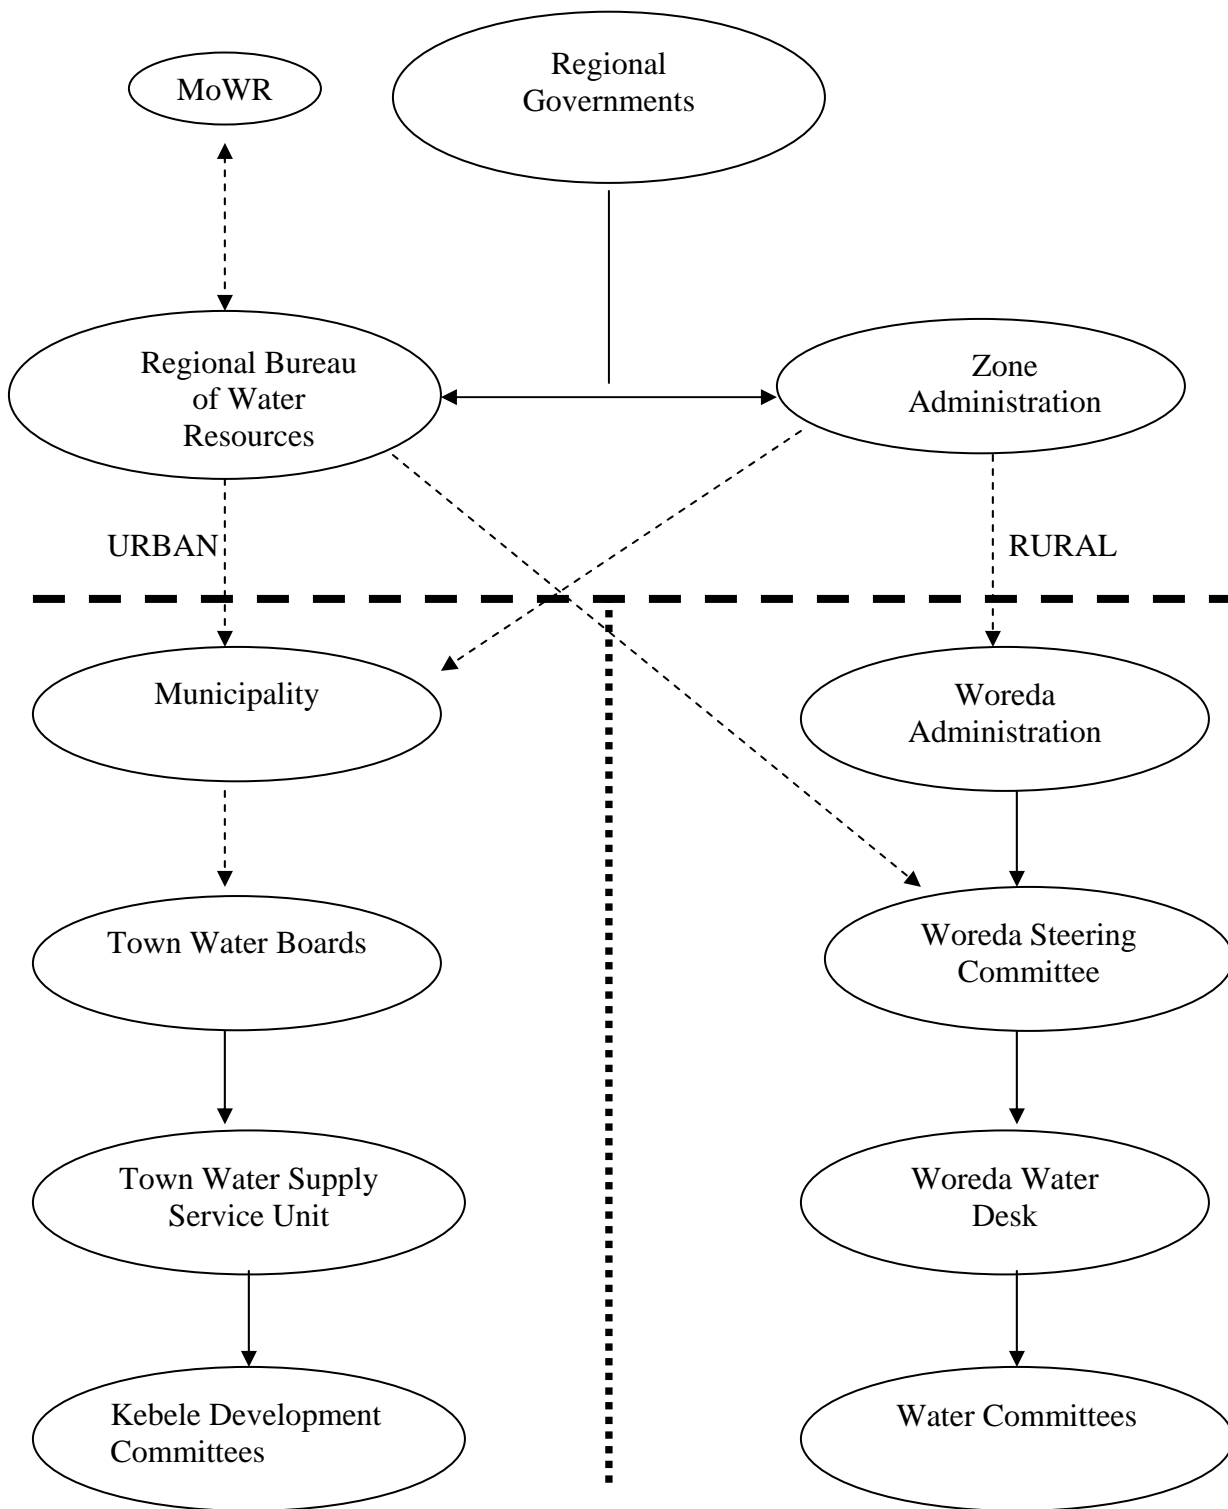 MoWR
Regional
Governments
Regional Bureau
of Water
Resources
Zone
Administration
URBAN
RURAL
Municipality
Woreda
Administration
Town Water Boards
Woreda Steering
Committee
Town Water Supply
Service Unit
Woreda Water
Desk
Kebele Development
Committees
Water Committees